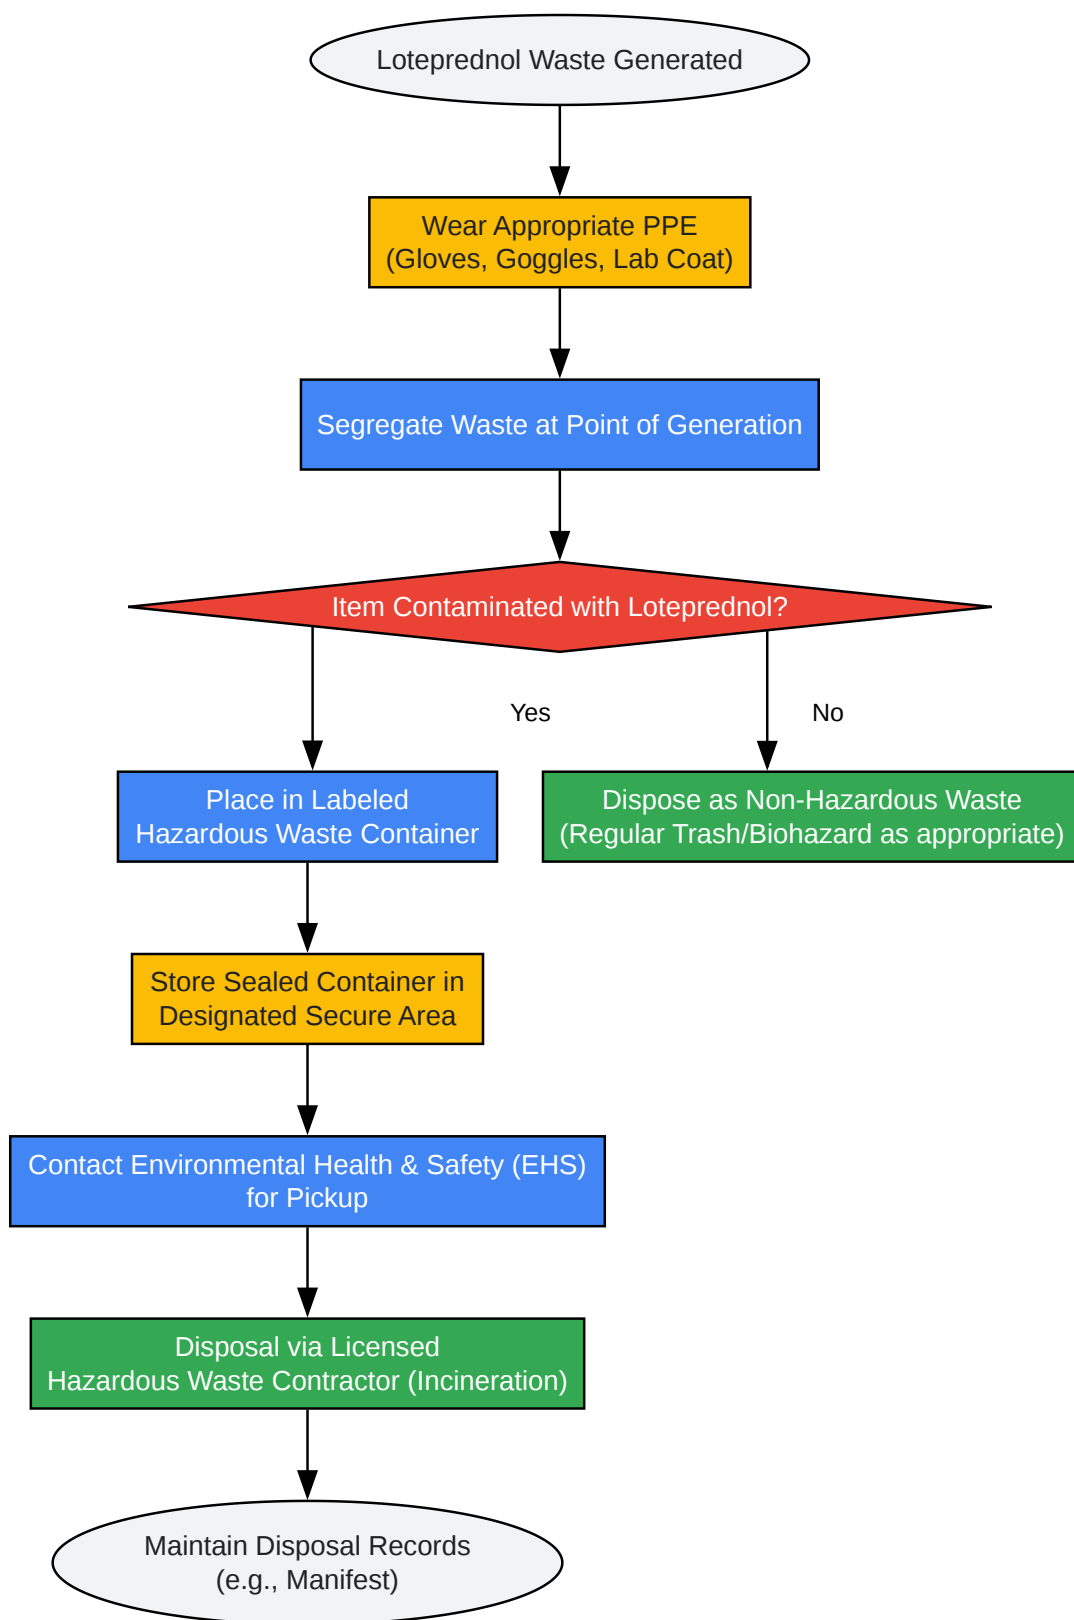 Loteprednol Waste Generated
Wear Appropriate PPE
(Gloves, Goggles, Lab Coat)
Segregate Waste at Point of Generation
Item Contaminated with Loteprednol?
Yes
No
Place in Labeled
Hazardous Waste Container
Dispose as Non-Hazardous Waste
(Regular Trash/Biohazard as appropriate)
Store Sealed Container in
Designated Secure Area
Contact Environmental Health & Safety (EHS)
for Pickup
Disposal via Licensed
Hazardous Waste Contractor (Incineration)
Maintain Disposal Records
(e.g., Manifest)